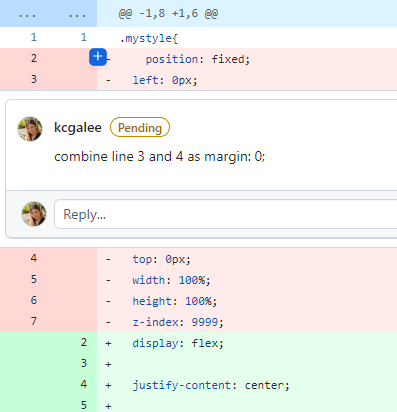 ... ... @@ -1,8 +1,6 @@
1 1 .mystyle{
2 - position: fixed;
3 - left: 0px;
kcgalee Pending
combine line 3 and 4 as margin: 0;
Reply...
4 - top: 0px;
5 - width: 100%;
6 - height: 100%;
7 - z-index: 9999;
2 + display: flex;
3 +
4 + justify-content: center;
5 +